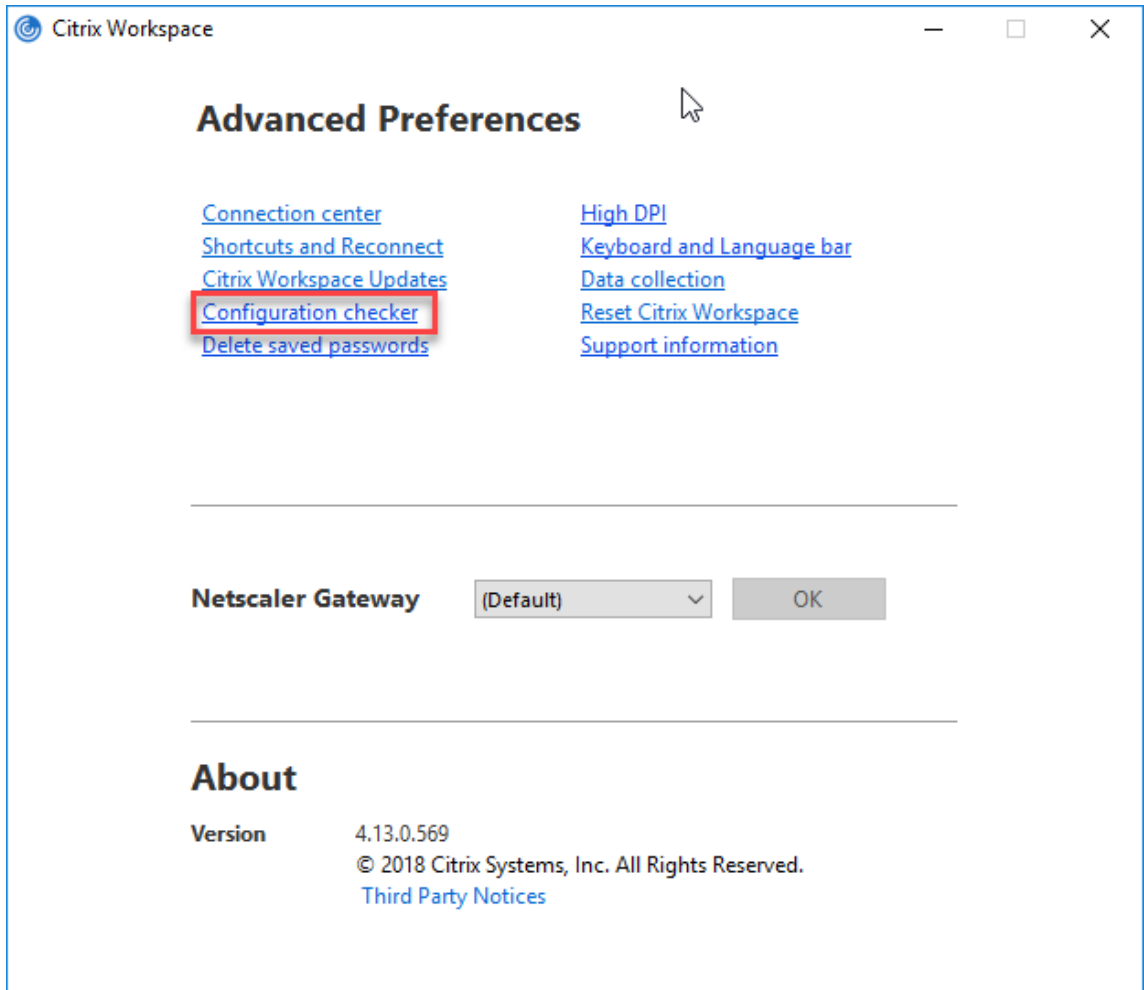 Citrix Workspace
Advanced Preferences
Connection center
Shortcuts and Reconnect
Citrix Workspace Updates
Configuration checker
Delete saved passwords
High DPI
Keyboard and Language bar
Data collection
Reset Citrix Workspace
Support information
Netscaler Gateway (Default) OK
About
Version 4.13.0.569
© 2018 Citrix Systems, Inc. All Rights Reserved.
Third Party Notices